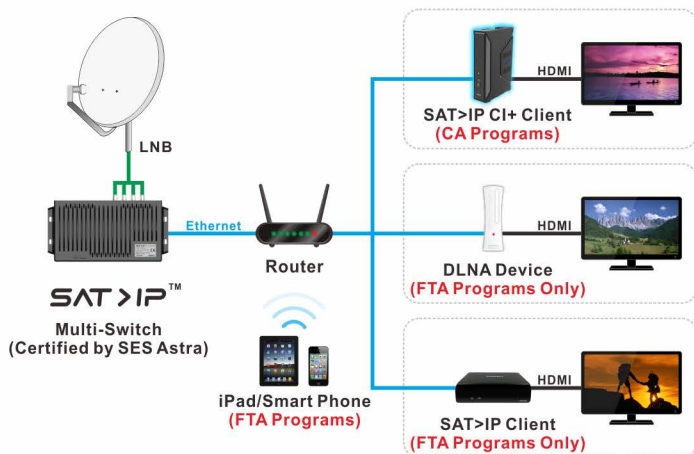 LNB
Ethernet
SAT>IP™
Multi-Switch
(Certified by SES Astra)
Router
iPad/Smart Phone
(FTA Programs)
HDMI
SAT>IP CI+ Client
(CA Programs)
HDMI
DLNA Device
(FTA Programs Only)
HDMI
SAT>IP Client
(FTA Programs Only)